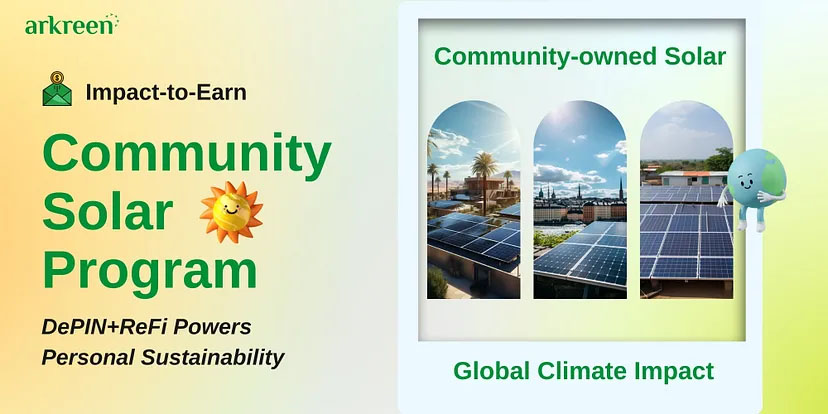 arkreen
Impact-to-Earn
Community
Solar
Program
DePIN+ReFi Powers
Personal Sustainability
Community-owned Solar
Global Climate Impact